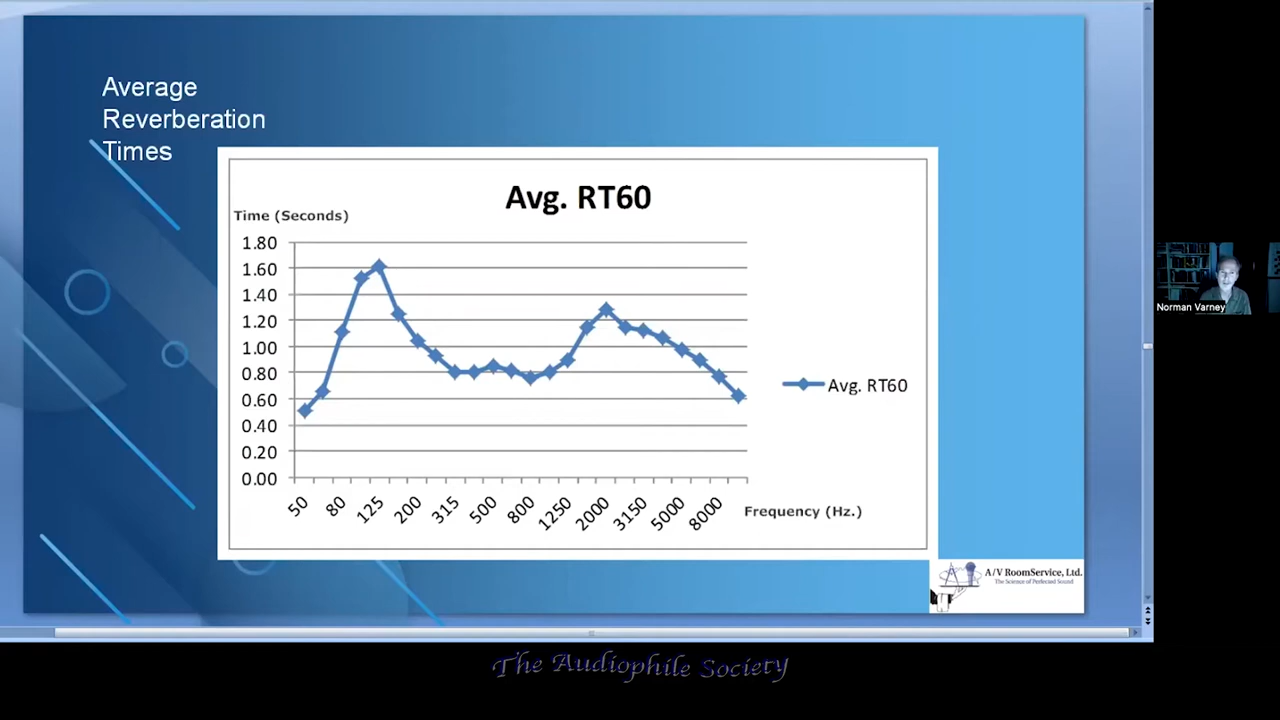 Average
Reverberation
Times
Avg. RT60
Time (Seconds)
1.80
1.60
1.40
1.20
1.00
0.80
0.60
0.40
0.20
0.00
50
80
125
200
315
500
800
1250
2000
3150
5000
8000
Frequency (Hz.)
Avg. RT60
A/V RoomService, Ltd.
The Science of Perfected Sound
Norman Varney
The Audiophile Society